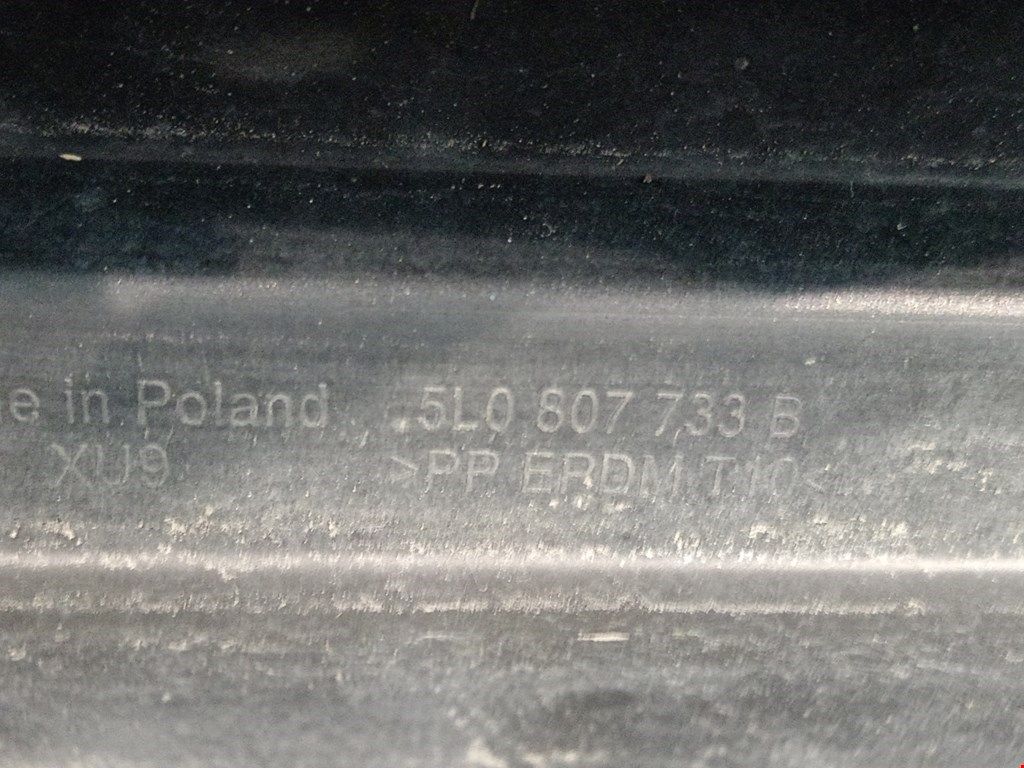 e in Poland 5L0 807 733 B
XU9 >PP EPDM T10<